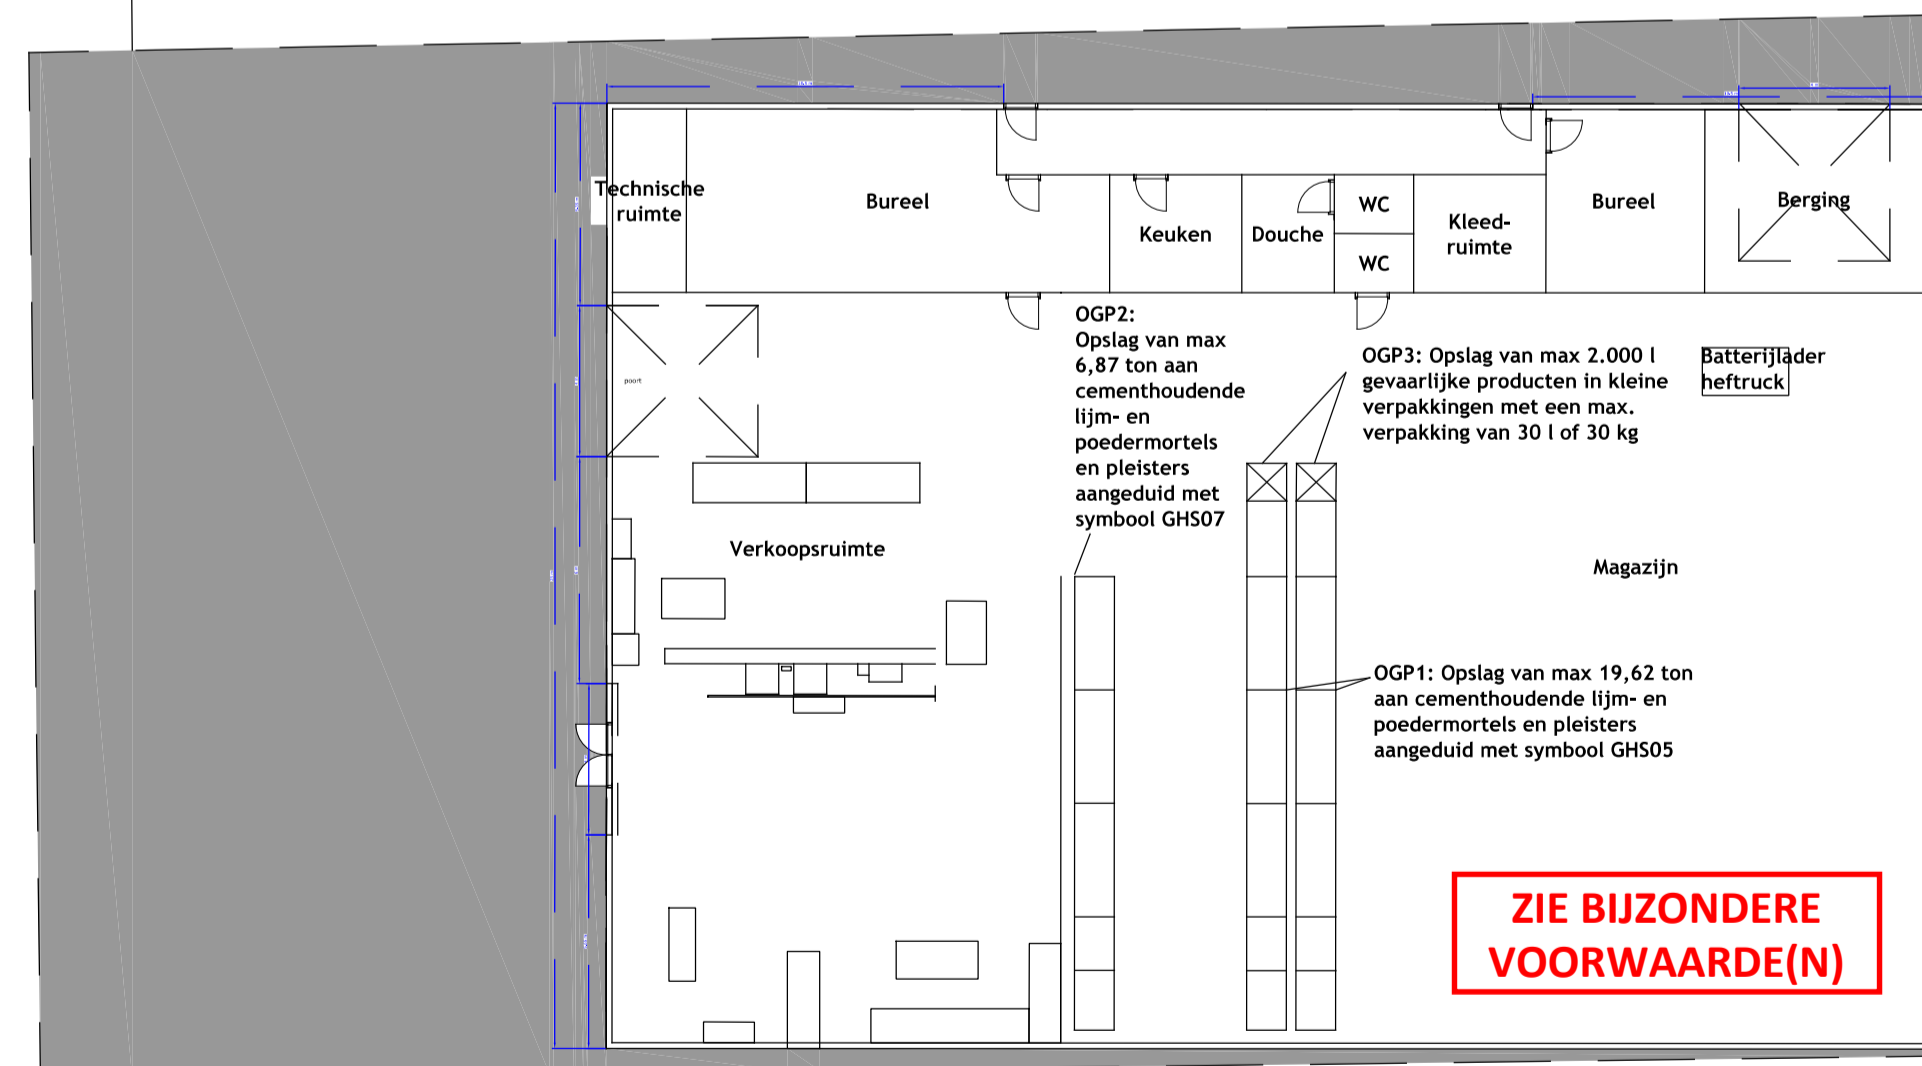 Technische
ruimte
Bureel
Keuken
Douche
WC
WC
Kleed-
ruimte
Bureel
Berging
poort
OGP2:
Opslag van max
6,87 ton aan
cementhoudende
lijm- en
poedermortels
en pleisters
aangeduid met
symbool GHS07
OGP3: Opslag van max 2.000 l
gevaarlijke producten in kleine
verpakkingen met een max.
verpakking van 30 l of 30 kg
Batterijlader
heftruck
Verkoopsruimte
Magazijn
OGP1: Opslag van max 19,62 ton
aan cementhoudende lijm- en
poedermortels en pleisters
aangeduid met symbool GHS05
ZIE BIJZONDERE
VOORWAARDE(N)